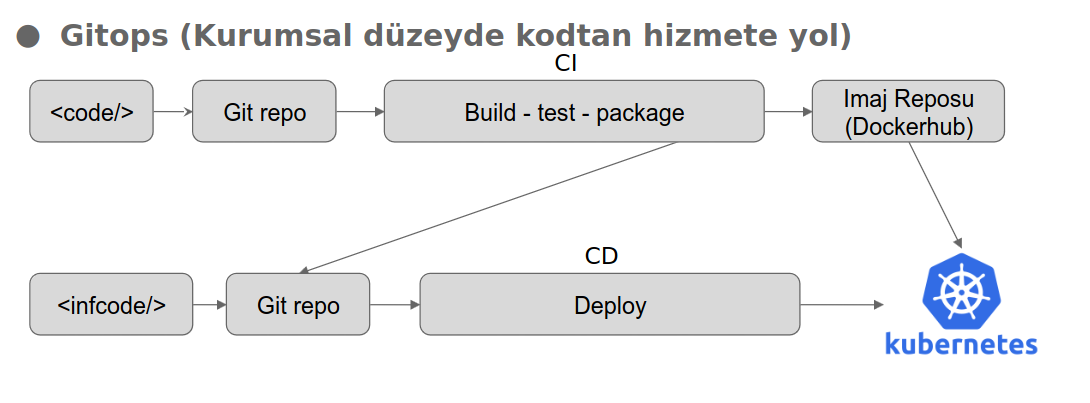 ● Gitops (Kurumsal düzeyde kodtan hizmete yol)
CI
<code/>
Git repo
Build - test - package
Imaj Reposu
(Dockerhub)
CD
<infcode/>
Git repo
Deploy
kubernetes